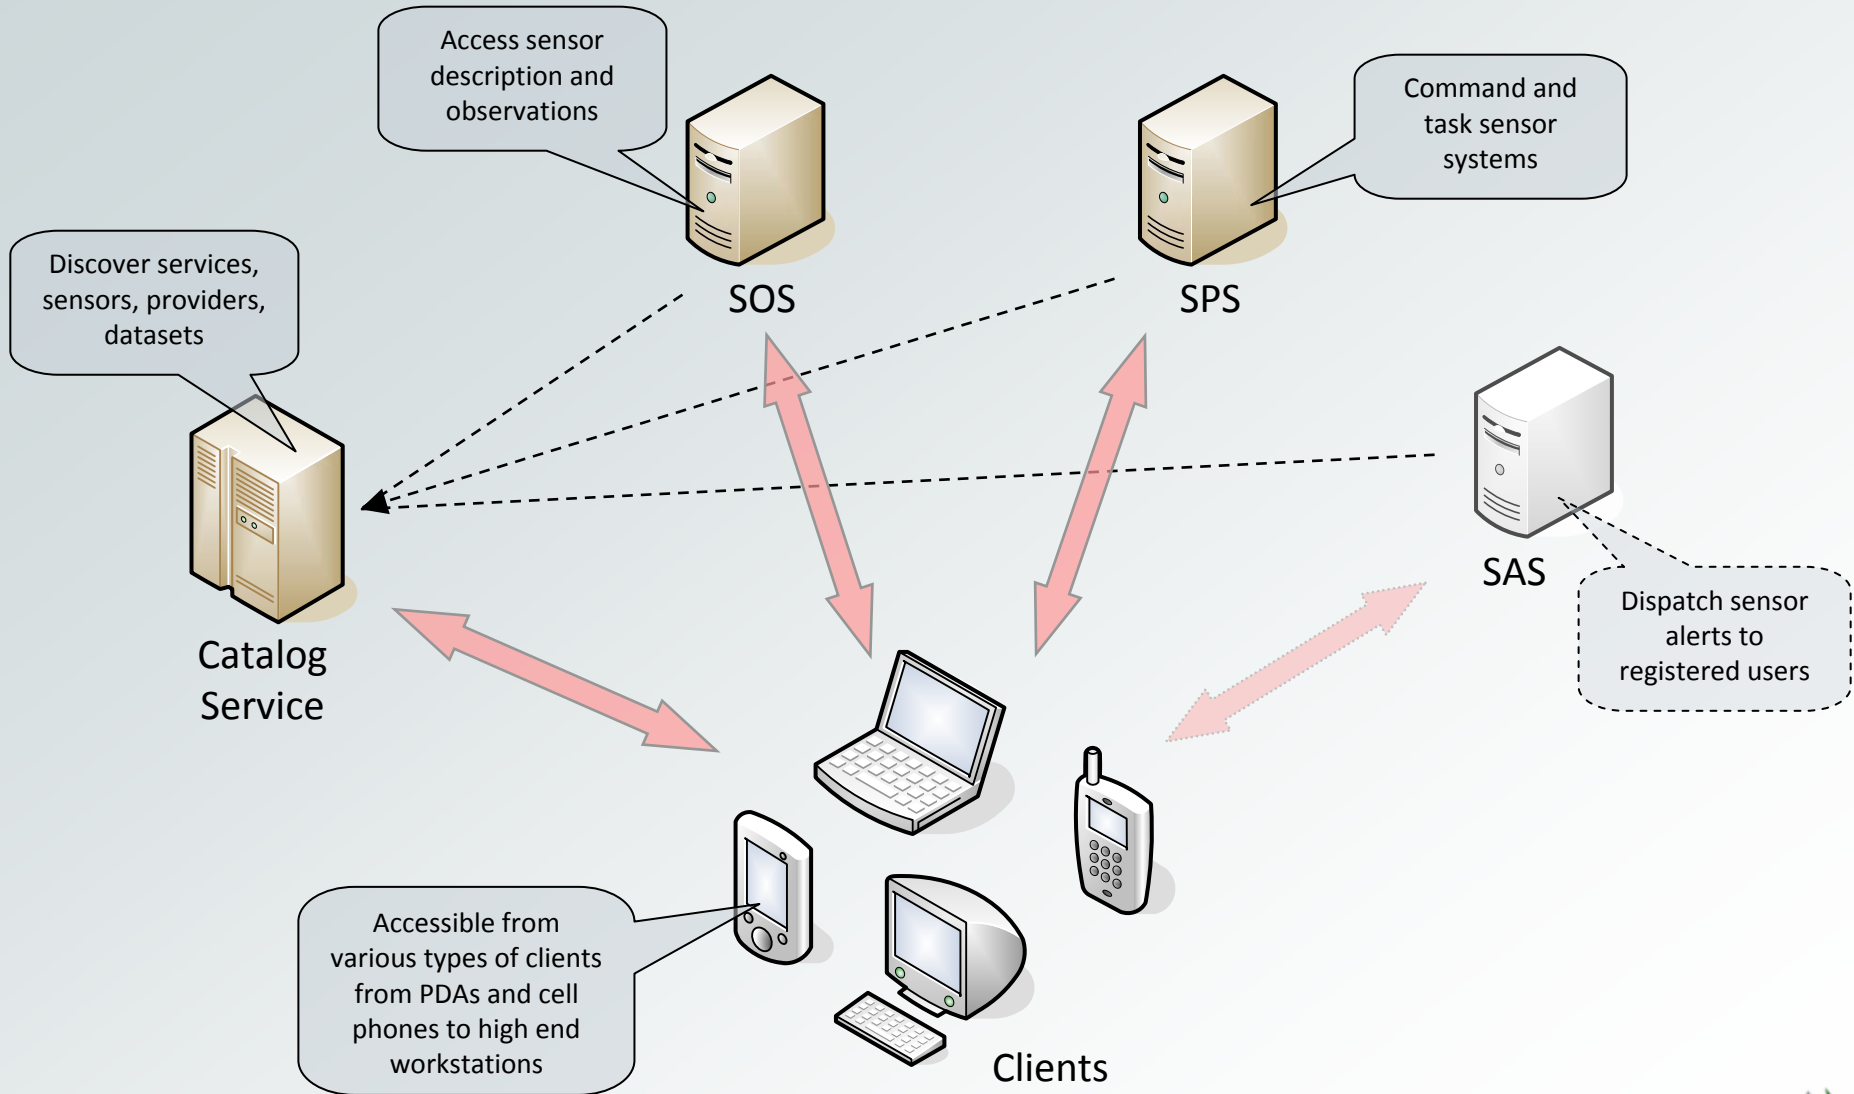 Access sensor
description and
observations
Command and
task sensor
systems
Discover services,
sensors, providers,
datasets
SOS
SPS
SAS
Dispatch sensor
alerts to
registered users
Catalog
Service
Accessible from
various types of clients
from PDAs and cell
phones to high end
workstations
Clients